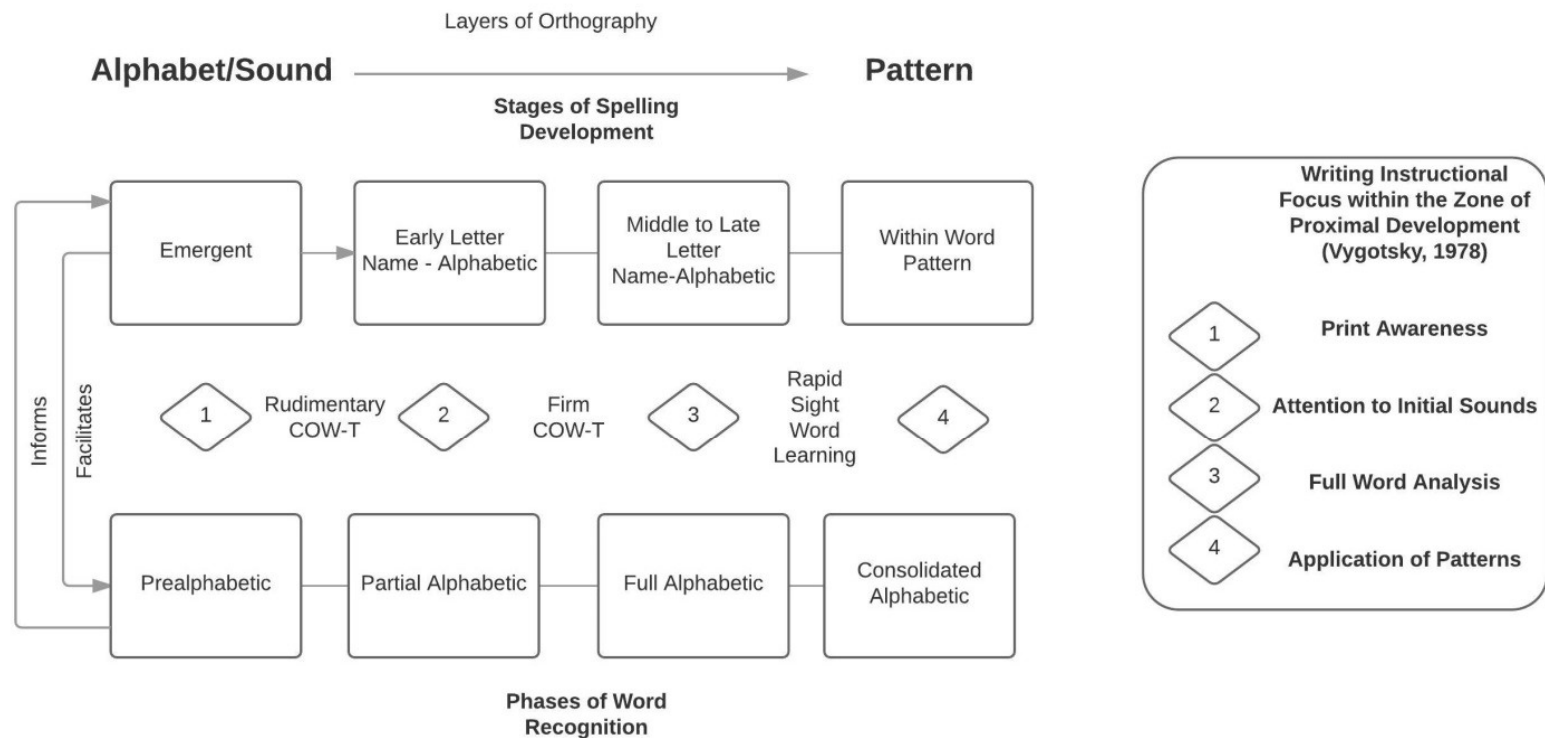 Layers of Orthography
Alphabet/Sound
Pattern
Stages of Spelling
Development
Emergent
Early Letter
Name - Alphabetic
Middle to Late
Letter
Name-Alphabetic
Within Word
Pattern
Informs
Facilitates
1
Rudimentary
COW-T
2
Firm
COW-T
3
Rapid
Sight
Word
Learning
4
Prealphabetic
Partial Alphabetic
Full Alphabetic
Consolidated
Alphabetic
Phases of Word
Recognition
Writing Instructional
Focus within the Zone of
Proximal Development
(Vygotsky, 1978)
1
Print Awareness
2
Attention to Initial Sounds
3
Full Word Analysis
4
Application of Patterns